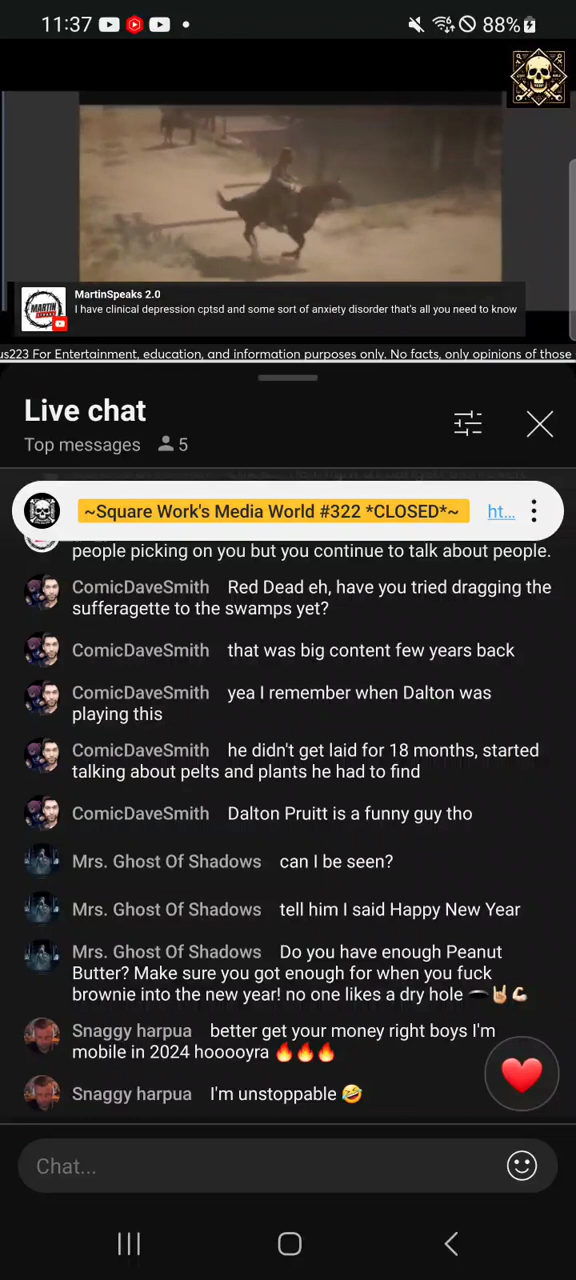 11:37
88%
MARTIN
MartinSpeaks 2.0
I have clinical depression cptsd and some sort of anxiety disorder that's all you need to know
us223 For Entertainment, education, and information purposes only. No facts, only opinions of those
Live chat
Top messages 5
~Square Work's Media World #322 *CLOSED*~ ht...
people picking on you but you continue to talk about people.
ComicDaveSmith Red Dead eh, have you tried dragging the
sufferagette to the swamps yet?
ComicDaveSmith that was big content few years back
ComicDaveSmith yea I remember when Dalton was
playing this
ComicDaveSmith he didn't get laid for 18 months, started
talking about pelts and plants he had to find
ComicDaveSmith Dalton Pruitt is a funny guy tho
Mrs. Ghost Of Shadows can I be seen?
Mrs. Ghost Of Shadows tell him I said Happy New Year
Mrs. Ghost Of Shadows Do you have enough Peanut
Butter? Make sure you got enough for when you fuck
brownie into the new year! no one likes a dry hole 🕳️🤘🏼💪🏼
Snaggy harpua better get your money right boys I'm
mobile in 2024 hooooyra 🔥🔥🔥
Snaggy harpua I'm unstoppable 🤣
Chat...